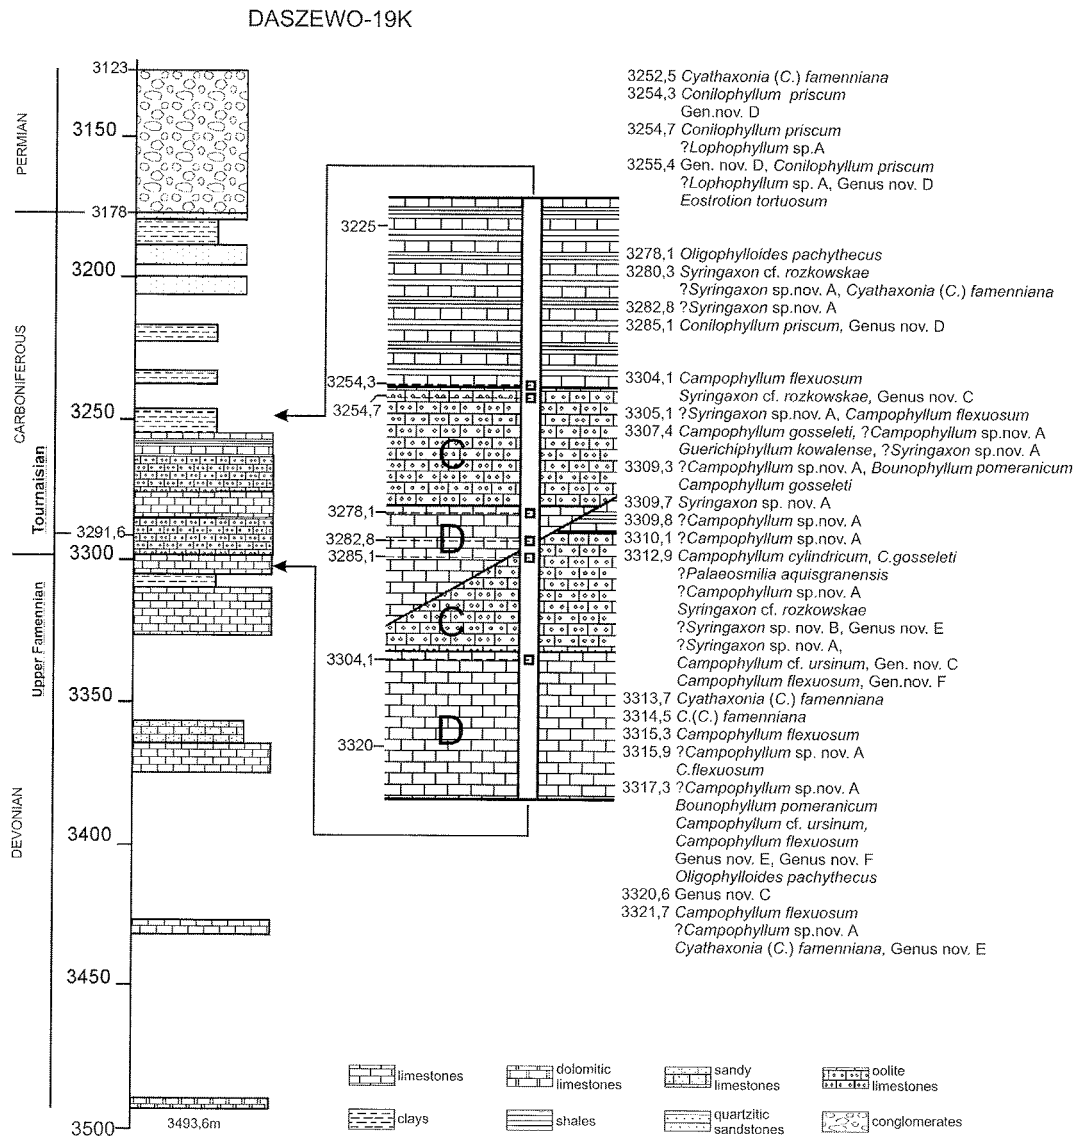 DASZEWO-19K
3123
3150
3178
3200
3250
3291,6
3300
3350
3400
3450
3500
3493,6m
PERMIAN
CARBONIFEROUS
Tournaisian
Upper Famennian
DEVONIAN
3225
3254,3
3254,7
C
3278,1
3282,8
D
3285,1
C
3304,1
D
3320
3252,5 Cyathaxonia (C.) famenniana
3254,3 Conilophyllum priscum
Gen.nov. D
3254,7 Conilophyllum priscum
?Lophophyllum sp.A
3255,4 Gen. nov. D, Conilophyllum priscum
?Lophophyllum sp. A, Genus nov. D
Eostrotion tortuosum
3278,1 Oligophylloides pachythecus
3280,3 Syringaxon cf. rozkowskae
?Syringaxon sp.nov. A, Cyathaxonia (C.) famenniana
3282,8 ?Syringaxon sp.nov. A
3285,1 Conilophyllum priscum, Genus nov. D
3304,1 Campophyllum flexuosum
Syringaxon cf. rozkowskae, Genus nov. C
3305,1 ?Syringaxon sp.nov. A, Campophyllum flexuosum
3307,4 Campophyllum gosseleti, ?Campophyllum sp.nov. A
Guerichiphyllum kowalense, ?Syringaxon sp.nov. A
3309,3 ?Campophyllum sp.nov. A, Bounophyllum pomeranicum
Campophyllum gosseleti
3309,7 Syringaxon sp. nov. A
3309,8 ?Campophyllum sp.nov. A
3310,1 ?Campophyllum sp.nov. A
3312,9 Campophyllum cylindricum, C.gosseleti
?Palaeosmilia aquisgranensis
?Campophyllum sp.nov. A
Syringaxon cf. rozkowskae
?Syringaxon sp. nov. B, Genus nov. E
?Syringaxon sp. nov. A,
Campophyllum cf. ursinum, Gen. nov. C
Campophyllum flexuosum, Gen.nov. F
3313,7 Cyathaxonia (C.) famenniana
3314,5 C.(C.) famenniana
3315,3 Campophyllum flexuosum
3315,9 ?Campophyllum sp. nov. A
C.flexuosum
3317,3 ?Campophyllum sp.nov. A
Bounophyllum pomeranicum
Campophyllum cf. ursinum,
Campophyllum flexuosum
Genus nov. E, Genus nov. F
Oligophylloides pachythecus
3320,6 Genus nov. C
3321,7 Campophyllum flexuosum
?Campophyllum sp.nov. A
Cyathaxonia (C.) famenniana, Genus nov. E
limestones
dolomitic
limestones
sandy
limestones
oolite
limestones
clays
shales
quartzitic
sandstones
conglomerates